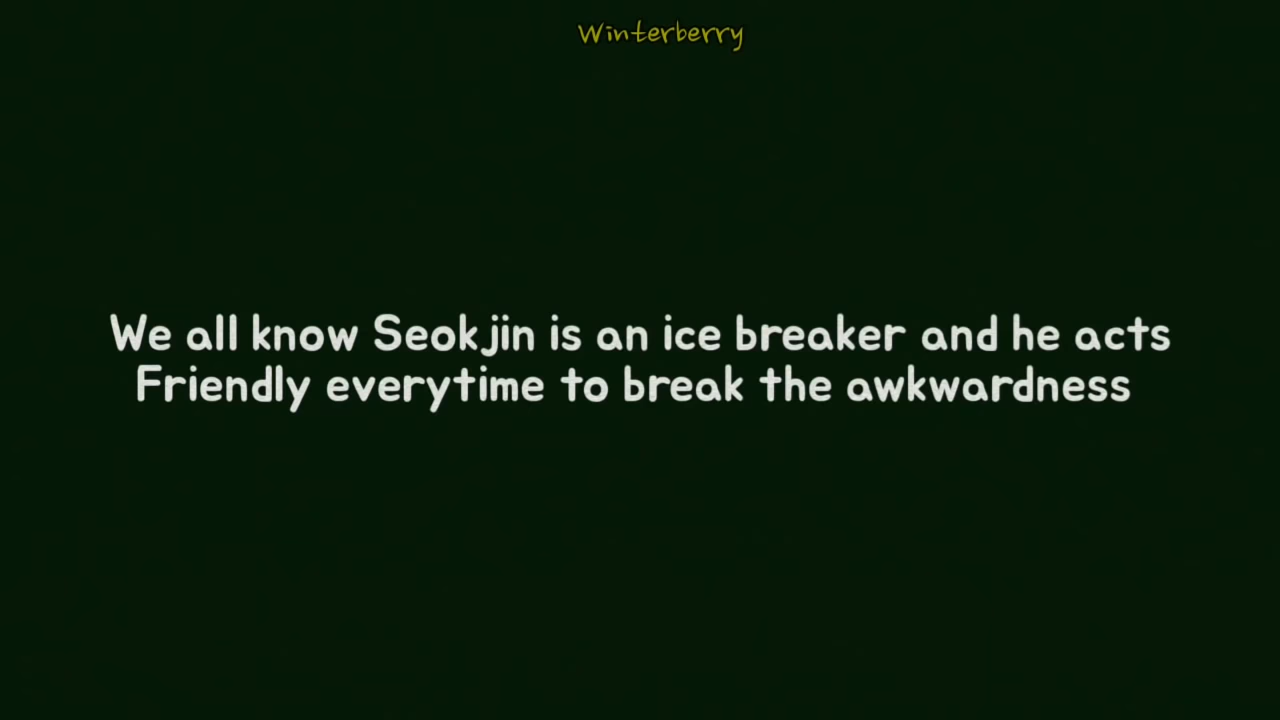 Winterberry
We all know Seokjin is an ice breaker and he acts
Friendly everytime to break the awkwardness